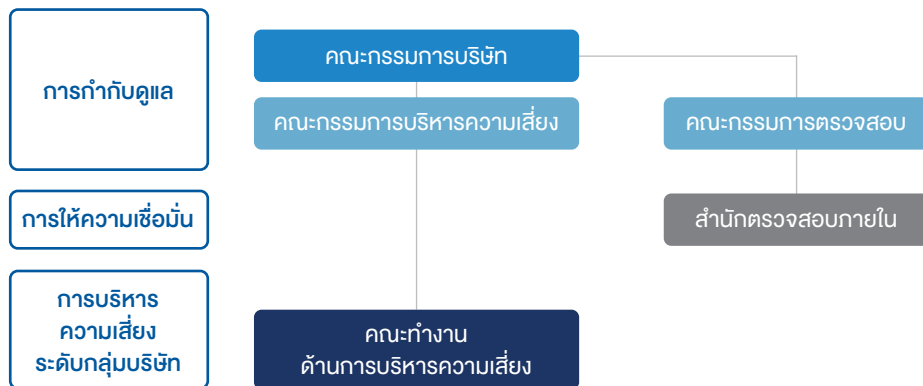 การกำกับดูแล
คณะกรรมการบริษัท
คณะกรรมการบริหารความเสี่ยง
คณะกรรมการตรวจสอบ
การให้ความเชื่อมั่น
สำนักตรวจสอบภายใน
การบริหาร
ความเสี่ยง
ระดับกลุ่มบริษัท
คณะทำงาน
ด้านการบริหารความเสี่ยง